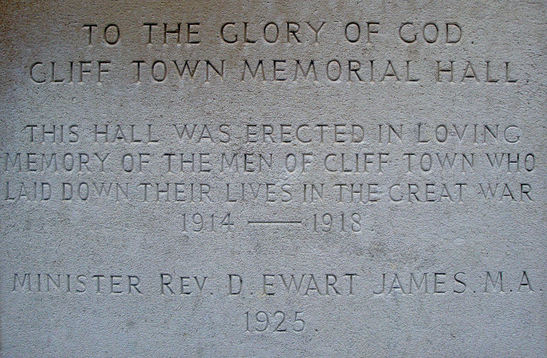 TO THE GLORY OF GOD.
CLIFF TOWN MEMORIAL HALL.
THIS HALL WAS ERECTED IN LOVING
MEMORY OF THE MEN OF CLIFF TOWN WHO
LAID DOWN THEIR LIVES IN THE GREAT WAR
1914 — 1918.
MINISTER REV. D. EWART JAMES. M.A.
1925.